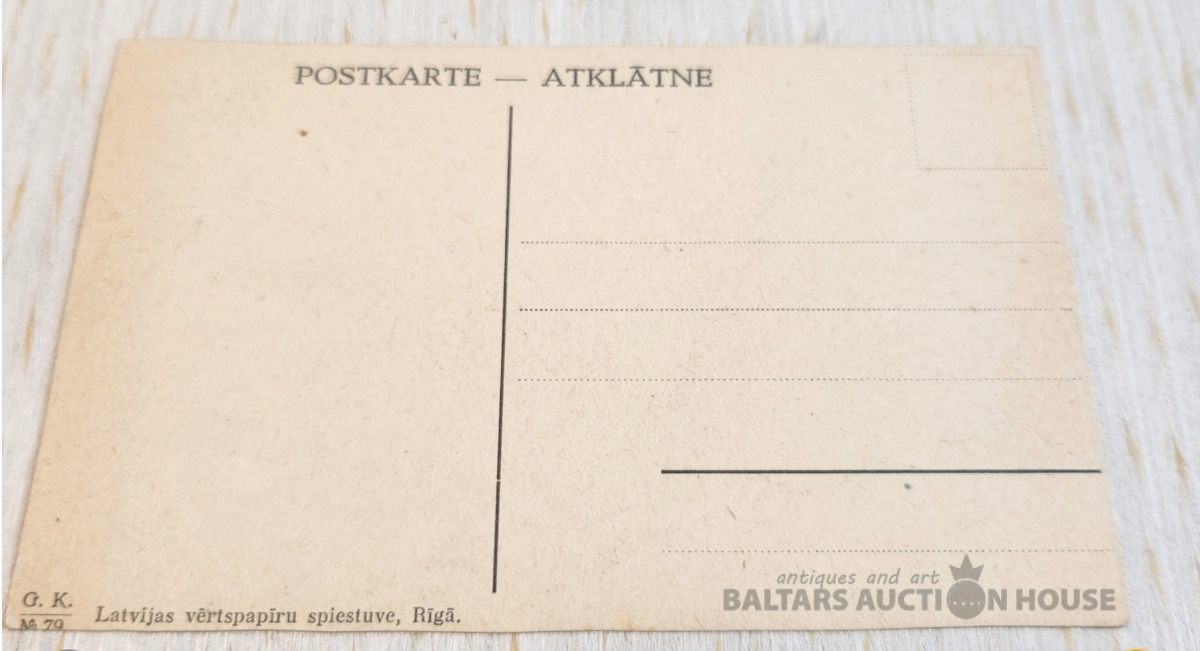 POSTKARTE — ATKLĀTNE
G. K.
№ 79
Latvijas vērtspapīru spiestuve, Rīgā.
antiques and art
BALTARS AUCTION HOUSE